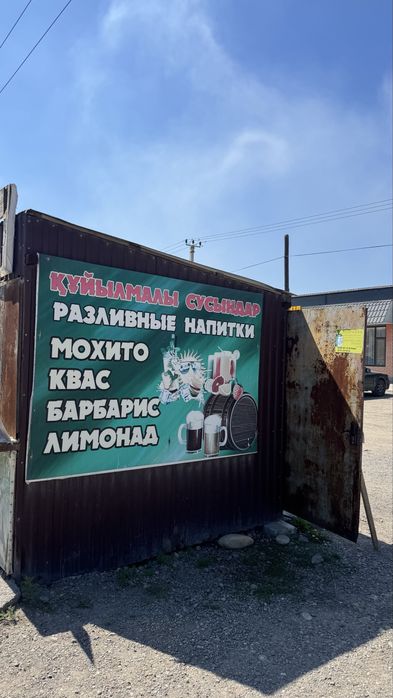 ҚҰЙЫЛМАЛЫ СУСЫНДАР
РАЗЛИВНЫЕ НАПИТКИ
МОХИТО
КВАС
БАРБАРИС
ЛИМОНАД